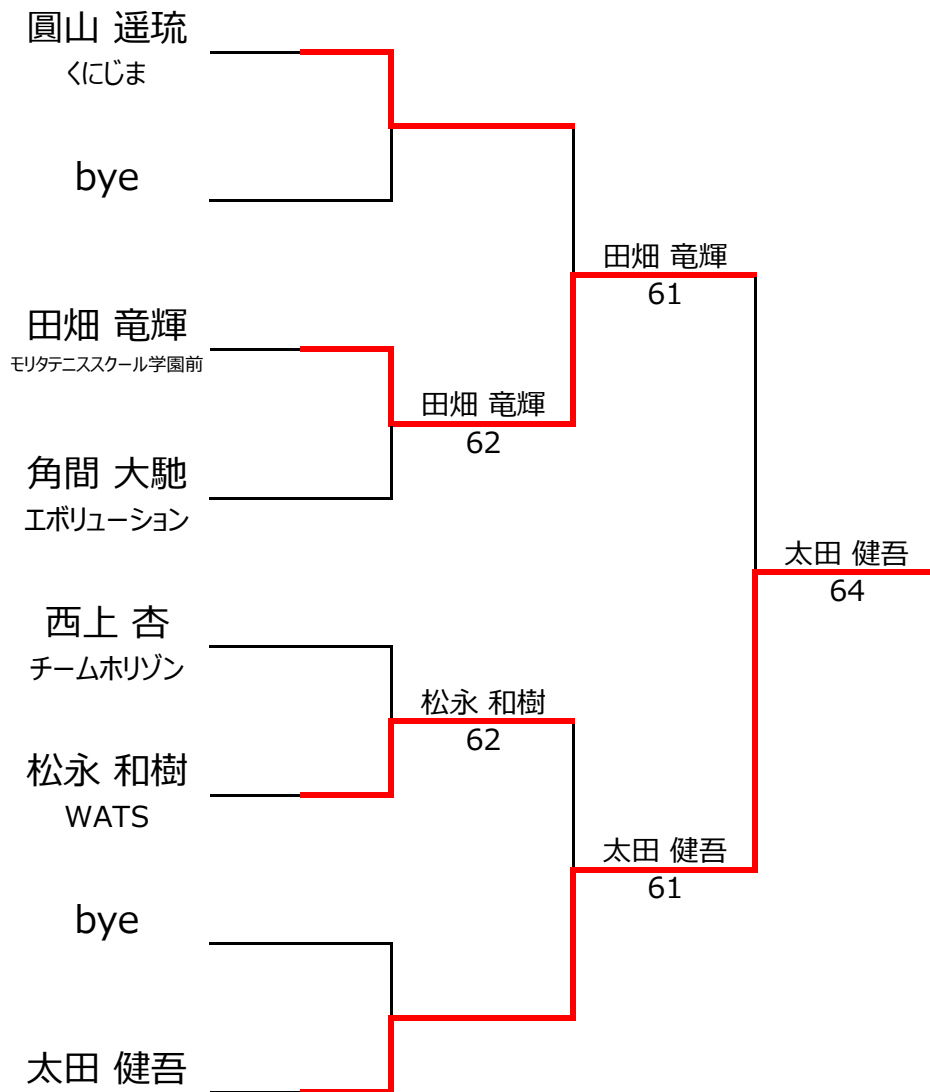 圓山 遥琉
くにじま
bye
田畑 竜輝
61
田畑 竜輝
モリタテニススクール学園前
田畑 竜輝
62
角間 大馳
エボリューション
太田 健吾
64
西上 杏
チームホリゾン
松永 和樹
62
松永 和樹
WATS
太田 健吾
61
bye
太田 健吾